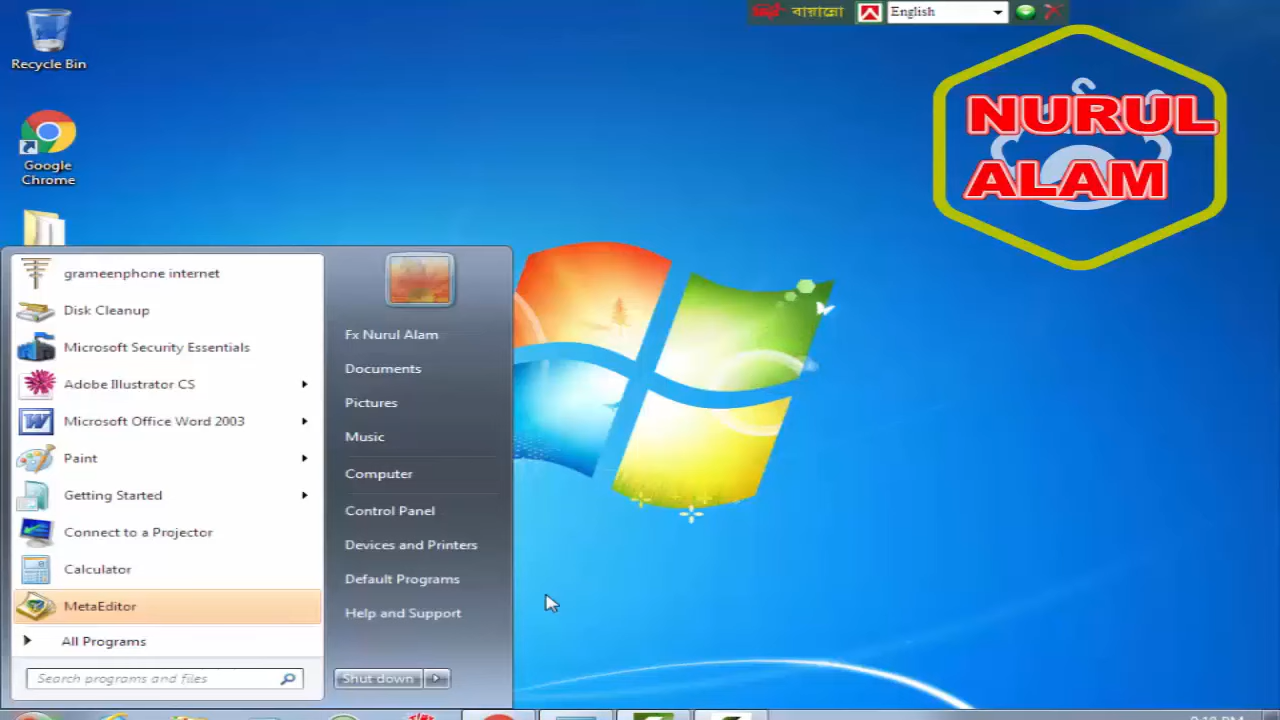 Recycle Bin
বায়ান্নো
English
Google
Chrome
NURUL
ALAM
grameenphone internet
Disk Cleanup
Microsoft Security Essentials
Adobe Illustrator CS
Microsoft Office Word 2003
Paint
Getting Started
Connect to a Projector
Calculator
MetaEditor
All Programs
Search programs and files
Fx Nurul Alam
Documents
Pictures
Music
Computer
Control Panel
Devices and Printers
Default Programs
Help and Support
Shut down